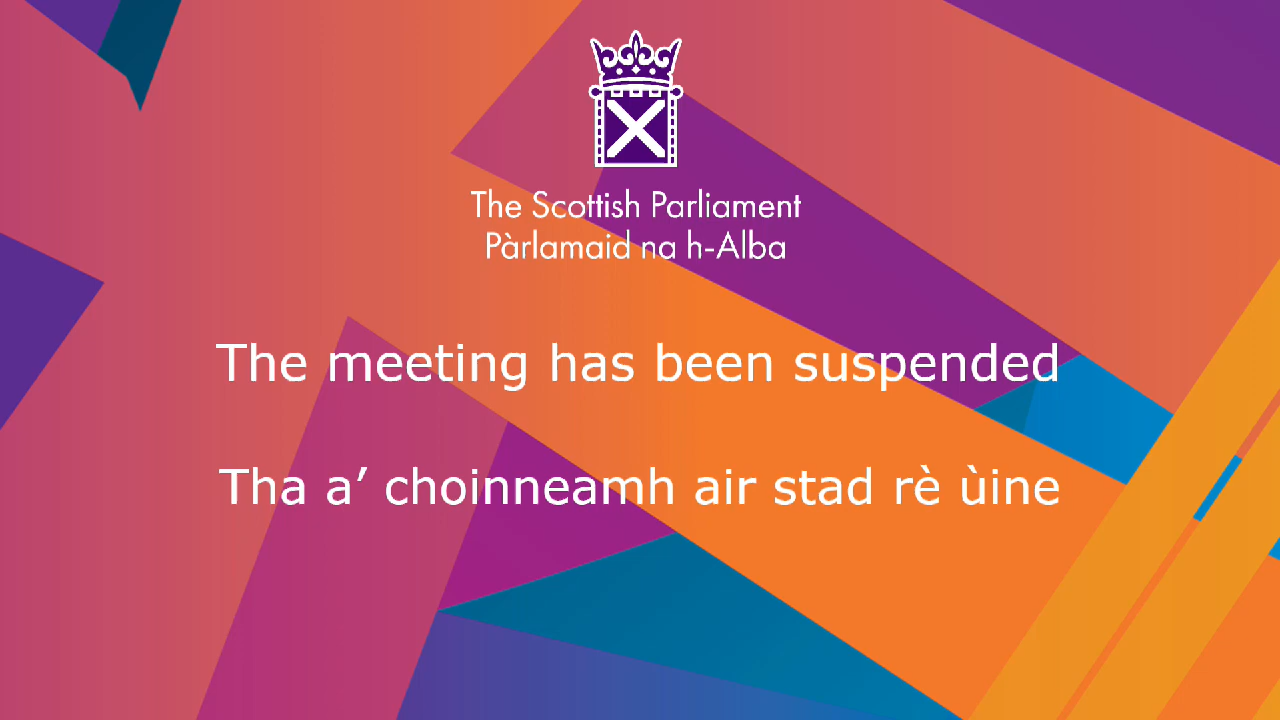 The Scottish Parliament
Pàrlamaid na h-Alba
The meeting has been suspended
Tha a’ choinneamh air stad rè ùine